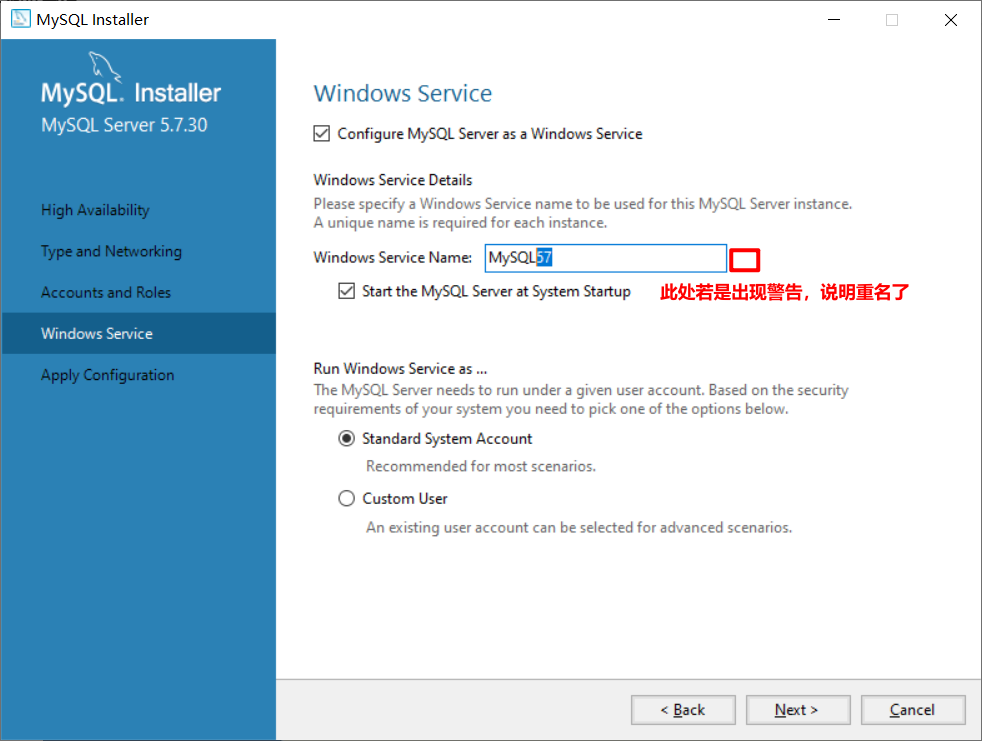 MySQL Installer
MySQL. Installer
MySQL Server 5.7.30
High Availability
Type and Networking
Accounts and Roles
Windows Service
Apply Configuration
Windows Service
Configure MySQL Server as a Windows Service
Windows Service Details
Please specify a Windows Service name to be used for this MySQL Server instance.
A unique name is required for each instance.
Windows Service Name: MySQL57
Start the MySQL Server at System Startup
此处若是出现警告，说明重名了
Run Windows Service as ...
The MySQL Server needs to run under a given user account. Based on the security
requirements of your system you need to pick one of the options below.
Standard System Account
Recommended for most scenarios.
Custom User
An existing user account can be selected for advanced scenarios.
< Back
Next >
Cancel